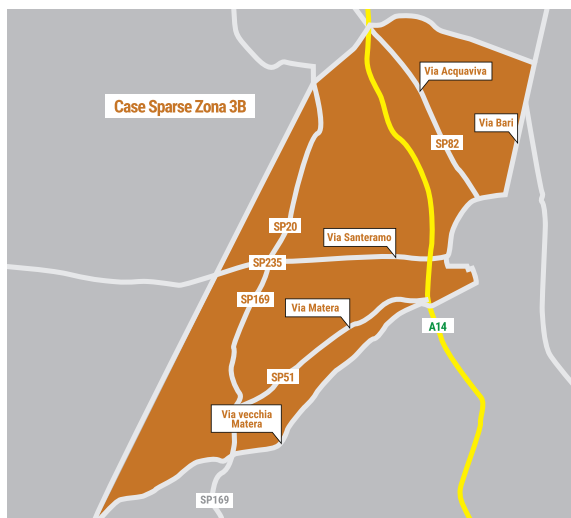 Via Acquaviva
Case Sparse Zona 3B
Via Bari
SP82
SP20
Via Santeramo
SP235
SP169
Via Matera
A14
SP51
Via vecchia
Matera
SP169